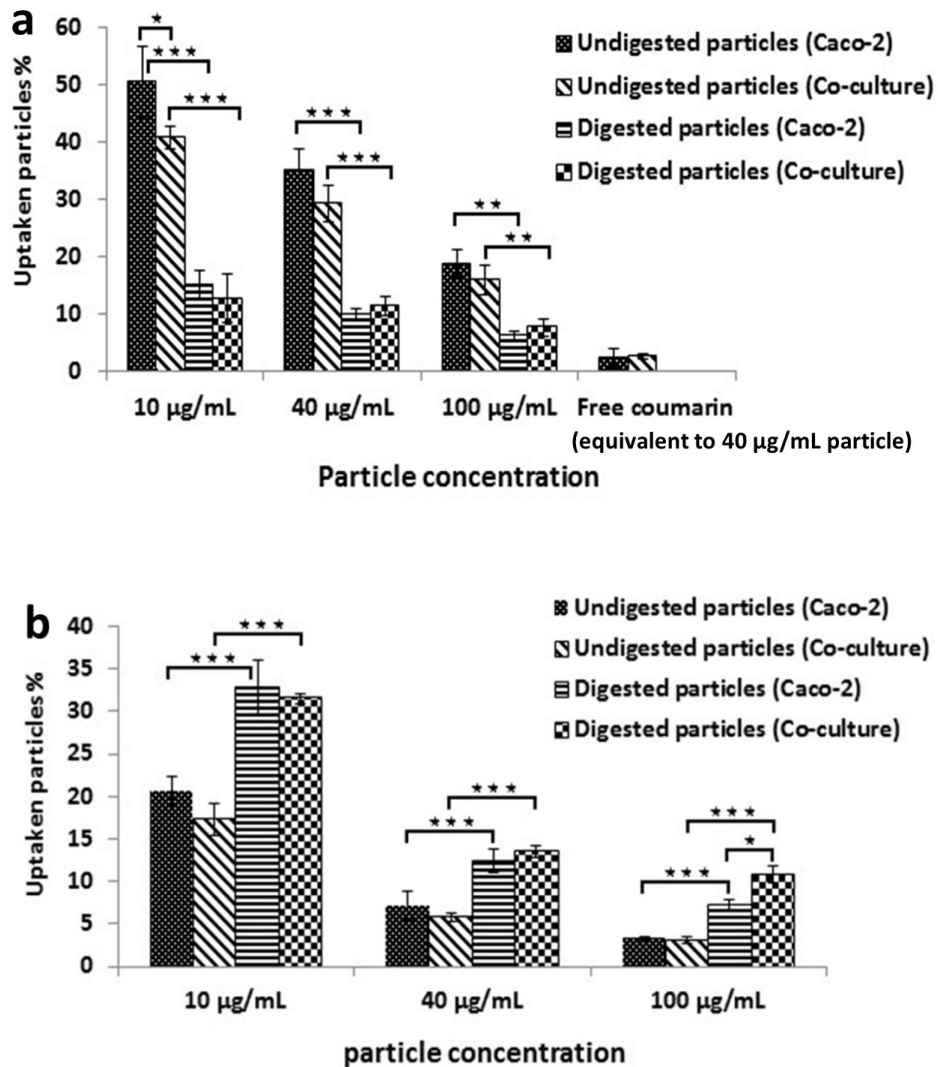 a
Uptaken particles%
60
50
40
30
20
10
0
★
★★★
★★★
★★★
★★★
★★
★★
Undigested particles (Caco-2)
Undigested particles (Co-culture)
Digested particles (Caco-2)
Digested particles (Co-culture)
10 µg/mL 40 µg/mL 100 µg/mL Free coumarin
(equivalent to 40 µg/mL particle)
Particle concentration
b
Uptaken particles%
40
35
30
25
20
15
10
5
0
★★★
★★★
★★★
★★★
★★★
★
★★★
Undigested particles (Caco-2)
Undigested particles (Co-culture)
Digested particles (Caco-2)
Digested particles (Co-culture)
10 µg/mL 40 µg/mL 100 µg/mL
particle concentration